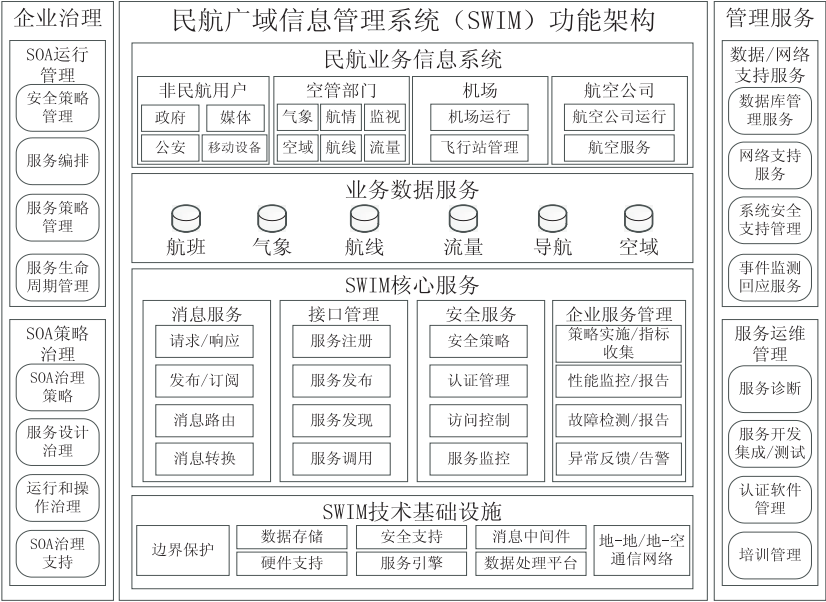 企业治理
SOA运行
管理
安全策略
管理
服务编排
服务策略
管理
服务生命
周期管理
SOA策略
治理
SOA治理
策略
服务设计
治理
运行和操
作治理
SOA治理
支持
民航广域信息管理系统（SWIM）功能架构
民航业务信息系统
非民航用户
政府
媒体
公安
移动设备
空管部门
气象
航情
监视
空域
航线
流量
机场
机场运行
飞行站管理
航空公司
航空公司运行
航空服务
业务数据服务
航班
气象
航线
流量
导航
空域
SWIM核心服务
消息服务
请求/响应
发布/订阅
消息路由
消息转换
接口管理
服务注册
服务发布
服务发现
服务调用
安全服务
安全策略
认证管理
访问控制
服务监控
企业服务管理
策略实施/指标
收集
性能监控/报告
故障检测/报告
异常反馈/告警
SWIM技术基础设施
边界保护
数据存储
安全支持
消息中间件
硬件支持
服务引擎
数据处理平台
地-地/地-空
通信网络
管理服务
数据/网络
支持服务
数据库管
理服务
网络支持
服务
系统安全
支持管理
事件监测
回应服务
服务运维
管理
服务诊断
服务开发
集成/测试
认证软件
管理
培训管理